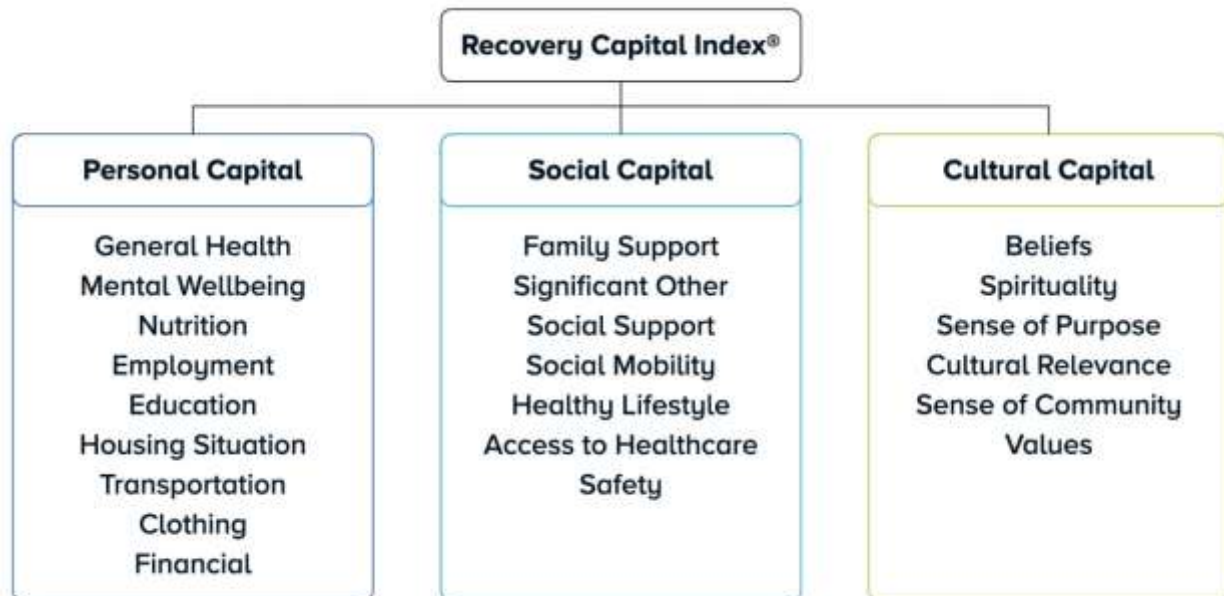 Recovery Capital Index®
Personal Capital
General Health
Mental Wellbeing
Nutrition
Employment
Education
Housing Situation
Transportation
Clothing
Financial
Social Capital
Family Support
Significant Other
Social Support
Social Mobility
Healthy Lifestyle
Access to Healthcare
Safety
Cultural Capital
Beliefs
Spirituality
Sense of Purpose
Cultural Relevance
Sense of Community
Values